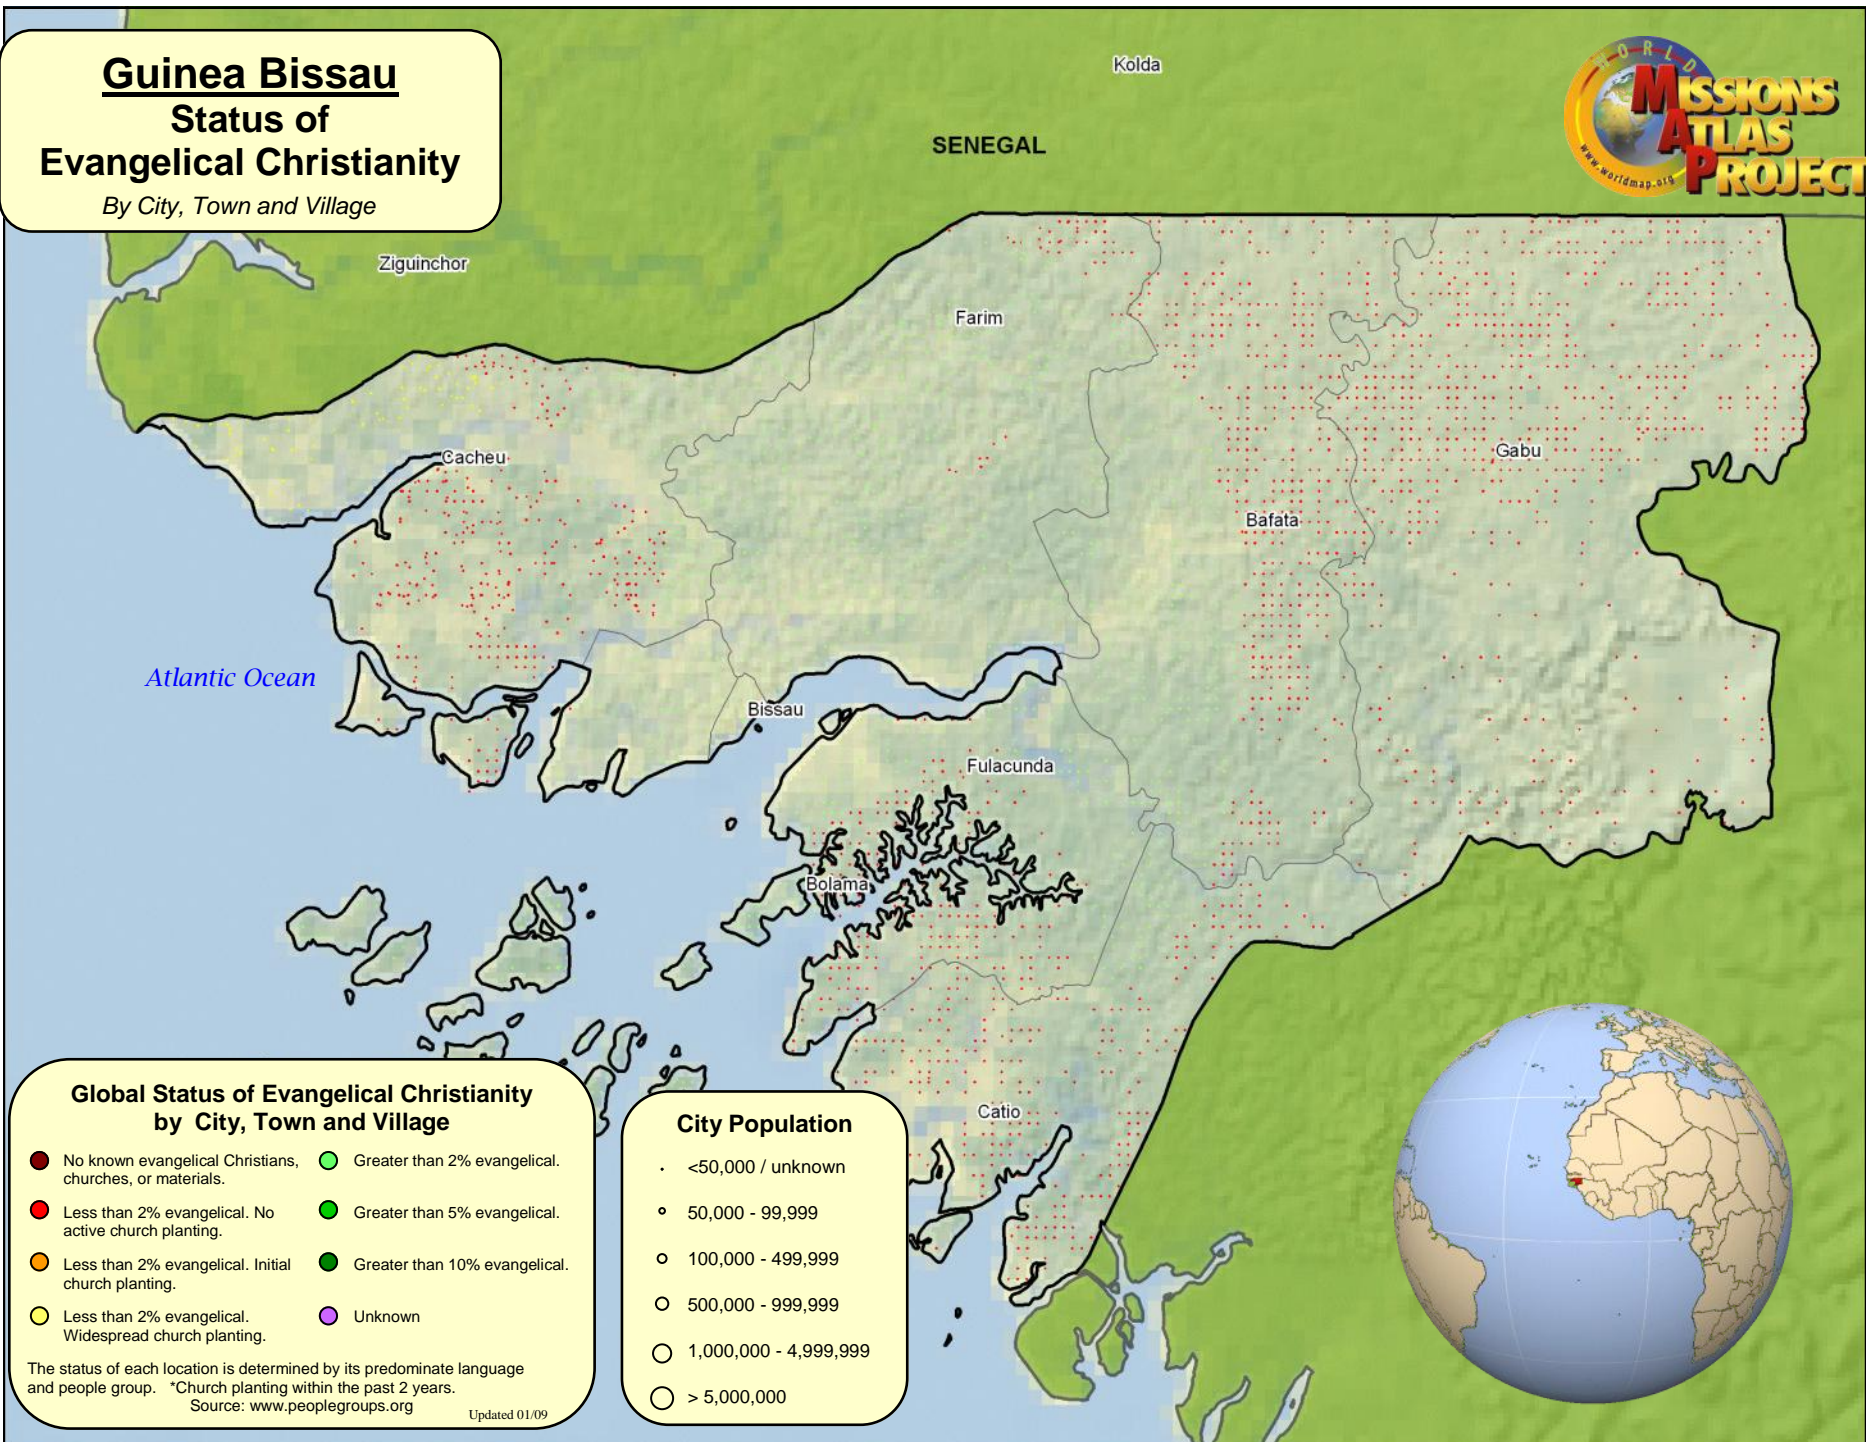 Guinea Bissau
Status of
Evangelical Christianity
By City, Town and Village
Kolda
SENEGAL
WORLD
MISSIONS
ATLAS
PROJECT
www.worldmap.org
Ziguinchor
Farim
Cacheu
Gabu
Bafata
Atlantic Ocean
Bissau
Fulacunda
Bolama
Catio
Global Status of Evangelical Christianity
by City, Town and Village
No known evangelical Christians,
churches, or materials.
Less than 2% evangelical. No
active church planting.
Less than 2% evangelical. Initial
church planting.
Less than 2% evangelical.
Widespread church planting.
Greater than 2% evangelical.
Greater than 5% evangelical.
Greater than 10% evangelical.
Unknown
The status of each location is determined by its predominate language
and people group. *Church planting within the past 2 years.
Source: www.peoplegroups.org
Updated 01/09
City Population
<50,000 / unknown
50,000 - 99,999
100,000 - 499,999
500,000 - 999,999
1,000,000 - 4,999,999
> 5,000,000